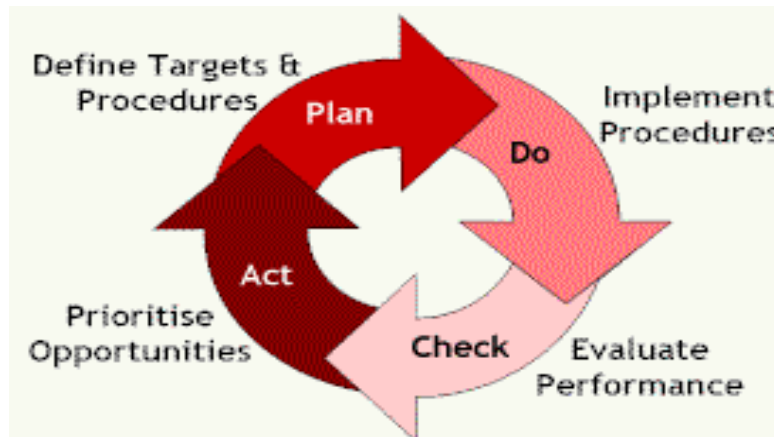 Define Targets &
Procedures
Plan
Implement
Procedures
Do
Act
Prioritise
Opportunities
Check
Evaluate
Performance